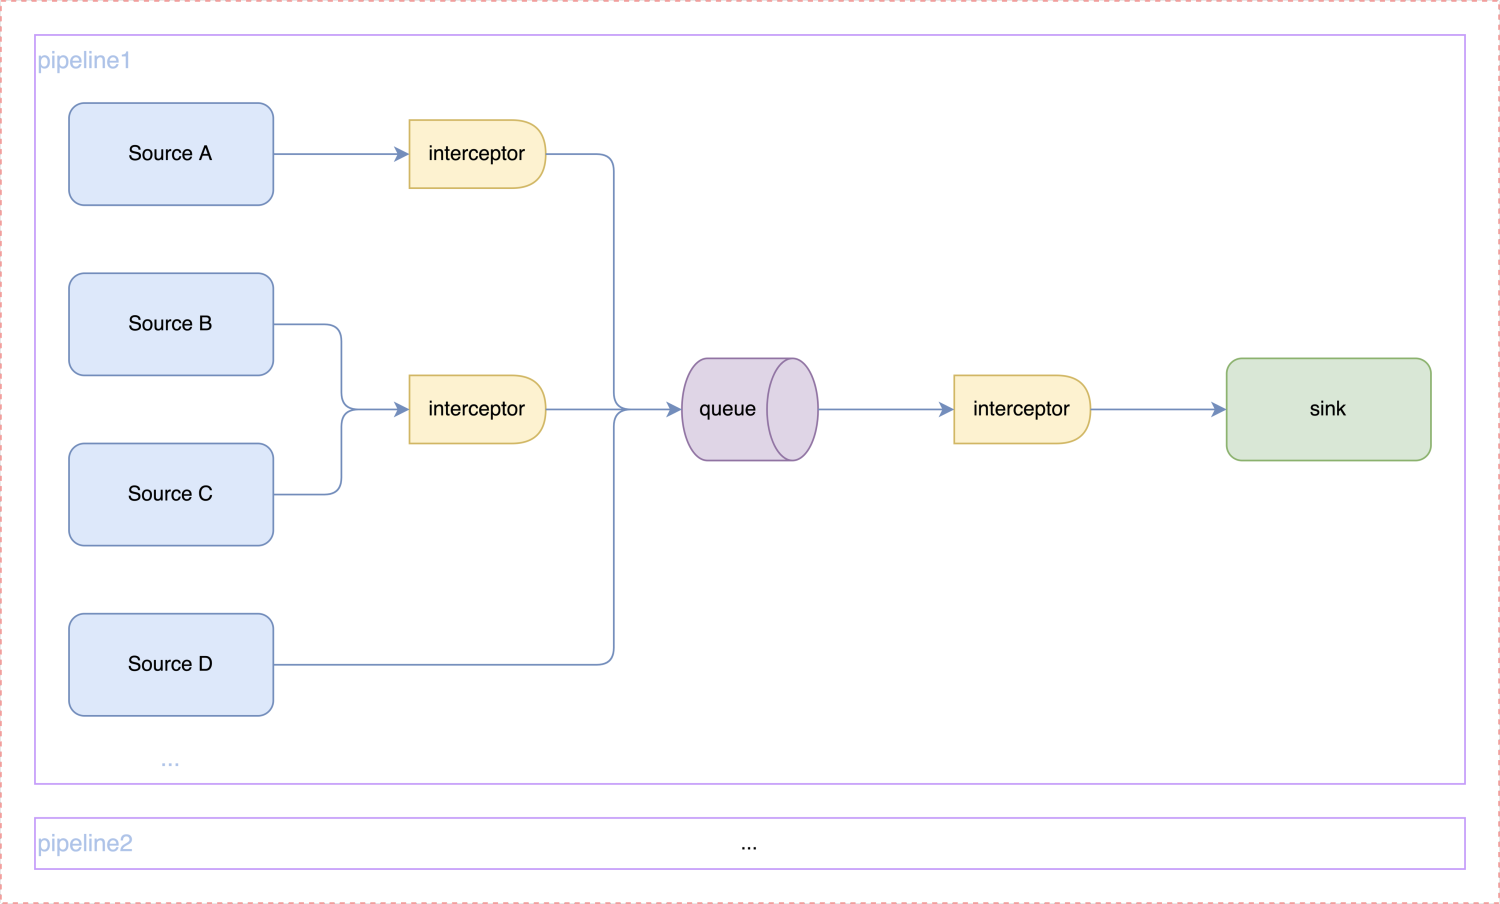 pipeline1
Source A
interceptor
Source B
interceptor
queue
interceptor
sink
Source C
Source D
...
pipeline2
...